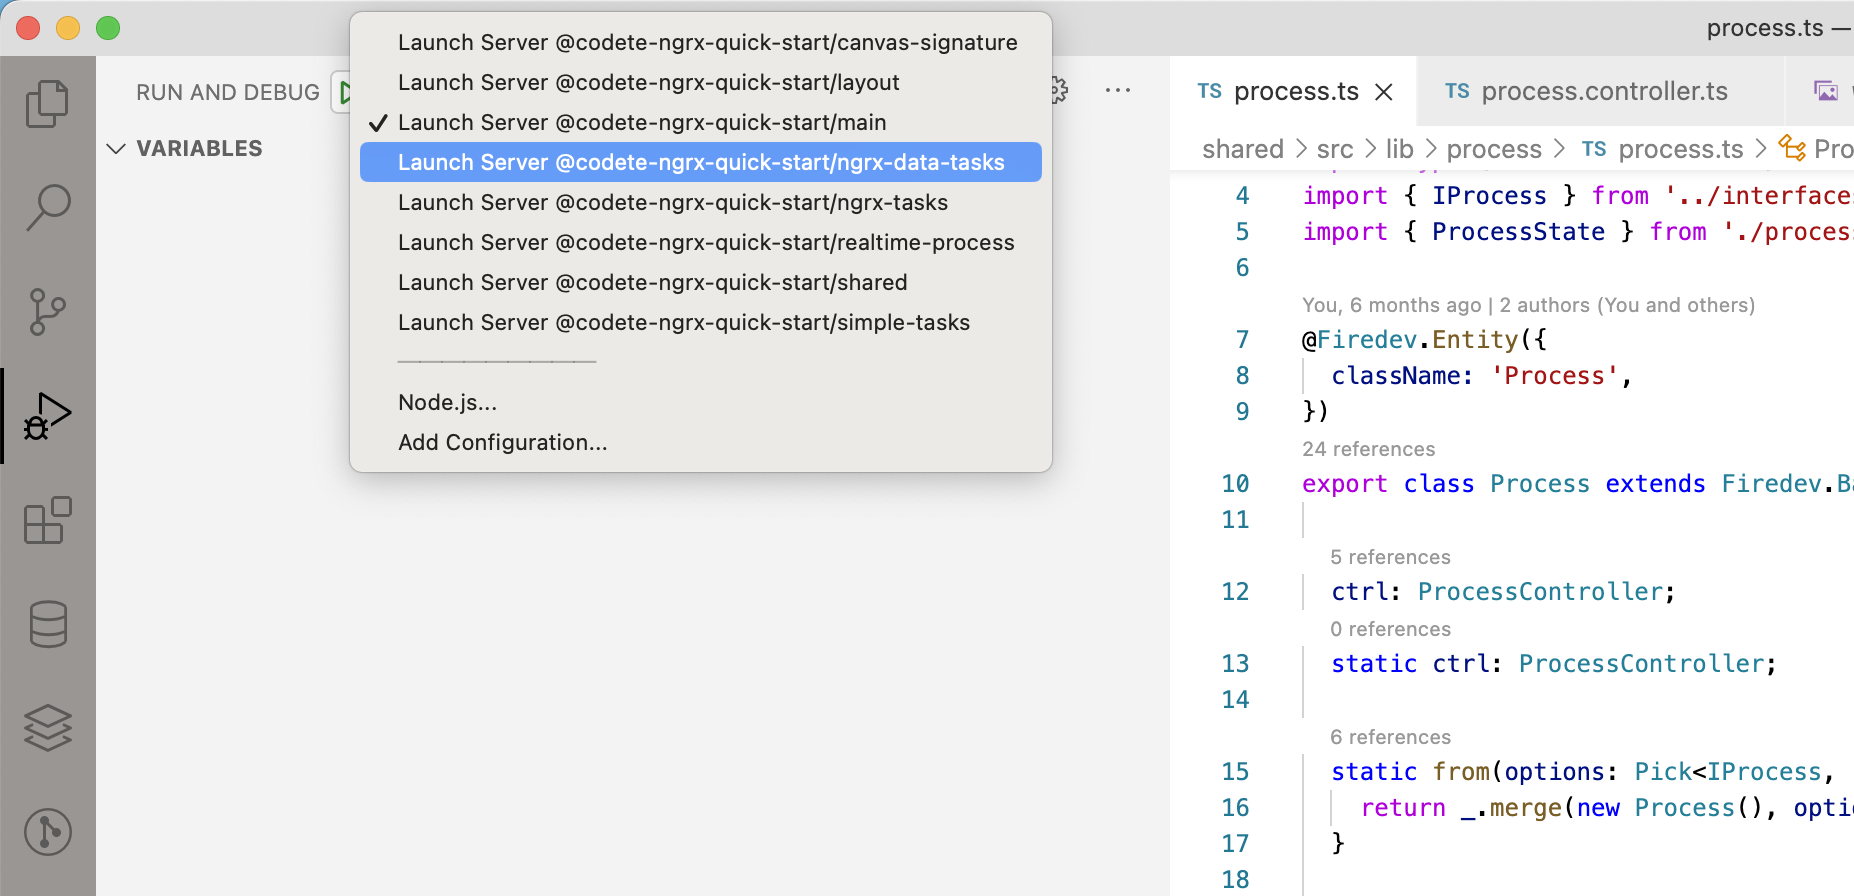 process.ts —
Launch Server @codete-ngrx-quick-start/canvas-signature
Launch Server @codete-ngrx-quick-start/layout
✓ Launch Server @codete-ngrx-quick-start/main
Launch Server @codete-ngrx-quick-start/ngrx-data-tasks
Launch Server @codete-ngrx-quick-start/ngrx-tasks
Launch Server @codete-ngrx-quick-start/realtime-process
Launch Server @codete-ngrx-quick-start/shared
Launch Server @codete-ngrx-quick-start/simple-tasks
Node.js...
Add Configuration...
RUN AND DEBUG
VARIABLES
TS process.ts
TS process.controller.ts
shared > src > lib > process > TS process.ts > Pro
4 import { IProcess } from '../interfaces
5 import { ProcessState } from './proces
6
You, 6 months ago | 2 authors (You and others)
7 @Firedev.Entity({
8 className: 'Process',
9 })
24 references
10 export class Process extends Firedev.Ba
11
5 references
12 ctrl: ProcessController;
0 references
13 static ctrl: ProcessController;
14
6 references
15 static from(options: Pick<IProcess,
16 return _.merge(new Process(), optio
17 }
18